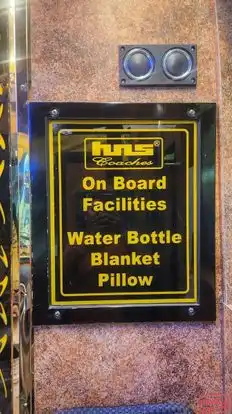 hns®
Coaches
On Board
Facilities
Water Bottle
Blanket
Pillow